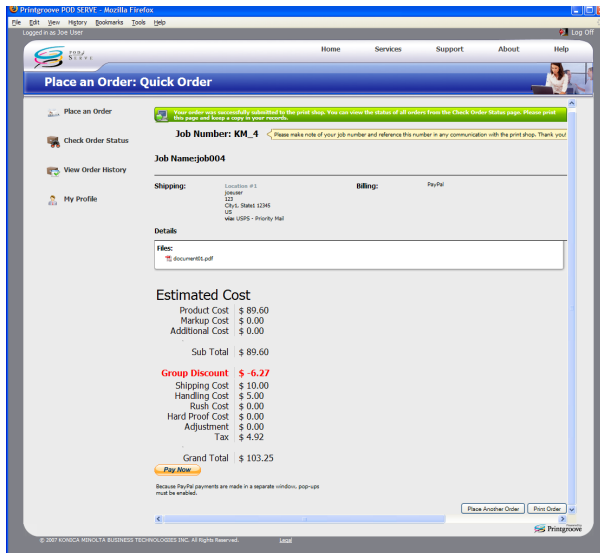 Printgroove POD SERVE - Mozilla Firefox
File Edit View History Bookmarks Tools Help
Logged in as Joe User
Log Off
POD
SERVE
Home Services Support About Help
Place an Order: Quick Order
Place an Order
Check Order Status
View Order History
My Profile
Your order was successfully submitted to the print shop. You can view the status of all orders from the Check Order Status page. Please print
this page and keep a copy in your records.
Job Number: KM_4
Please make note of your job number and reference this number in any communication with the print shop. Thank you!
Job Name:job004
Shipping:
Location #1
joeuser
123
City1, State1 12345
US
via: USPS - Priority Mail
Billing:
PayPal
Details
Files:
document01.pdf
Estimated Cost
Product Cost $ 89.60
Markup Cost $ 0.00
Additional Cost $ 0.00
Sub Total $ 89.60
Group Discount $ -6.27
Shipping Cost $ 10.00
Handling Cost $ 5.00
Rush Cost $ 0.00
Hard Proof Cost $ 0.00
Adjustment $ 0.00
Tax $ 4.92
Grand Total $ 103.25
Pay Now
Because PayPal payments are made in a separate window, pop-ups
must be enabled.
Place Another Order Print Order
Powered by
Printgroove
© 2007 KONICA MINOLTA BUSINESS TECHNOLOGIES INC. All Rights Reserved. Legal